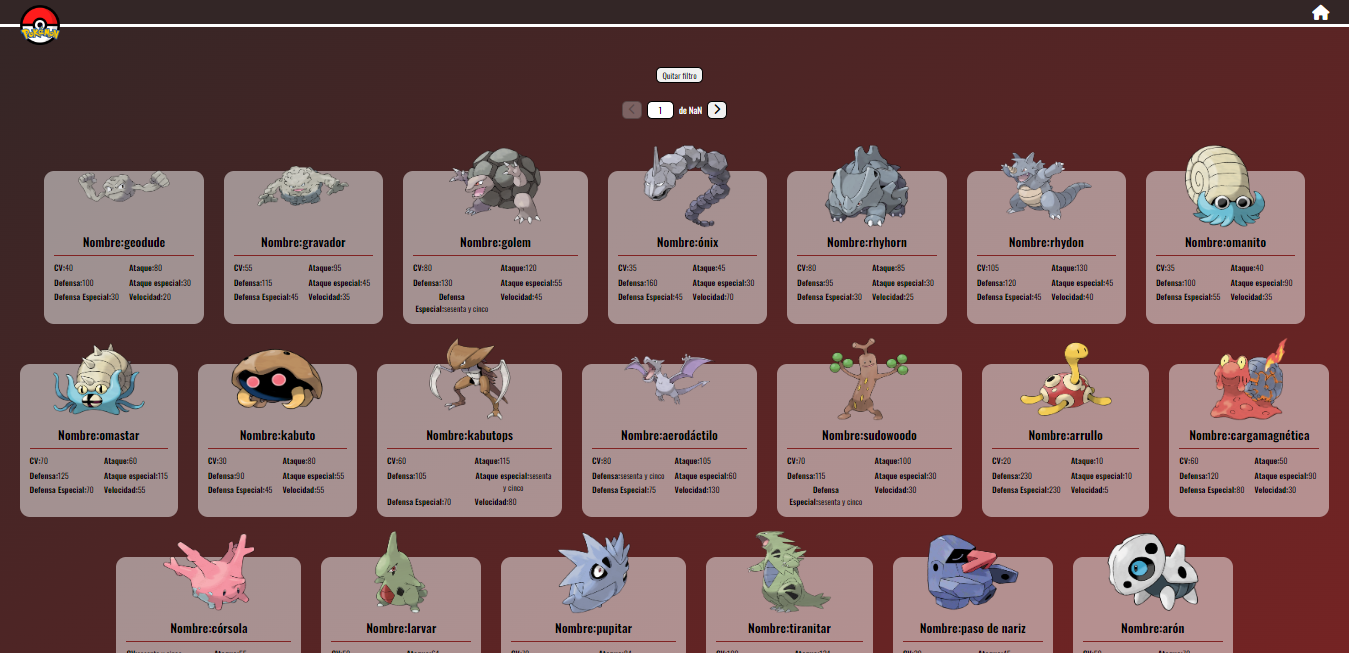 Pokémon
Quitar filtro
1 de NaN
Nombre:geodude
CV:40 Ataque:80
Defensa:100 Ataque especial:30
Defensa Especial:30 Velocidad:20
Nombre:gravador
CV:55 Ataque:95
Defensa:115 Ataque especial:45
Defensa Especial:45 Velocidad:35
Nombre:golem
CV:80 Ataque:120
Defensa:130 Ataque especial:55
Defensa Velocidad:45
Especial:sesenta y cinco
Nombre:ónix
CV:35 Ataque:45
Defensa:160 Ataque especial:30
Defensa Especial:45 Velocidad:70
Nombre:rhyhorn
CV:80 Ataque:85
Defensa:95 Ataque especial:30
Defensa Especial:30 Velocidad:25
Nombre:rhydon
CV:105 Ataque:130
Defensa:120 Ataque especial:45
Defensa Especial:45 Velocidad:40
Nombre:omanito
CV:35 Ataque:40
Defensa:100 Ataque especial:90
Defensa Especial:55 Velocidad:35
Nombre:omastar
CV:70 Ataque:60
Defensa:125 Ataque especial:115
Defensa Especial:70 Velocidad:55
Nombre:kabuto
CV:30 Ataque:80
Defensa:90 Ataque especial:55
Defensa Especial:45 Velocidad:55
Nombre:kabutops
CV:60 Ataque:115
Defensa:105 Ataque especial:sesenta
y cinco
Defensa Especial:70 Velocidad:80
Nombre:aerodáctilo
CV:80 Ataque:105
Defensa:sesenta y cinco Ataque especial:60
Defensa Especial:75 Velocidad:130
Nombre:sudowoodo
CV:70 Ataque:100
Defensa:115 Ataque especial:30
Defensa Velocidad:30
Especial:sesenta y cinco
Nombre:arrullo
CV:20 Ataque:10
Defensa:230 Ataque especial:10
Defensa Especial:230 Velocidad:5
Nombre:cargamagnética
CV:60 Ataque:50
Defensa:120 Ataque especial:90
Defensa Especial:80 Velocidad:30
Nombre:córsola
Nombre:larvar
Nombre:pupitar
Nombre:tiranitar
Nombre:paso de nariz
Nombre:arón